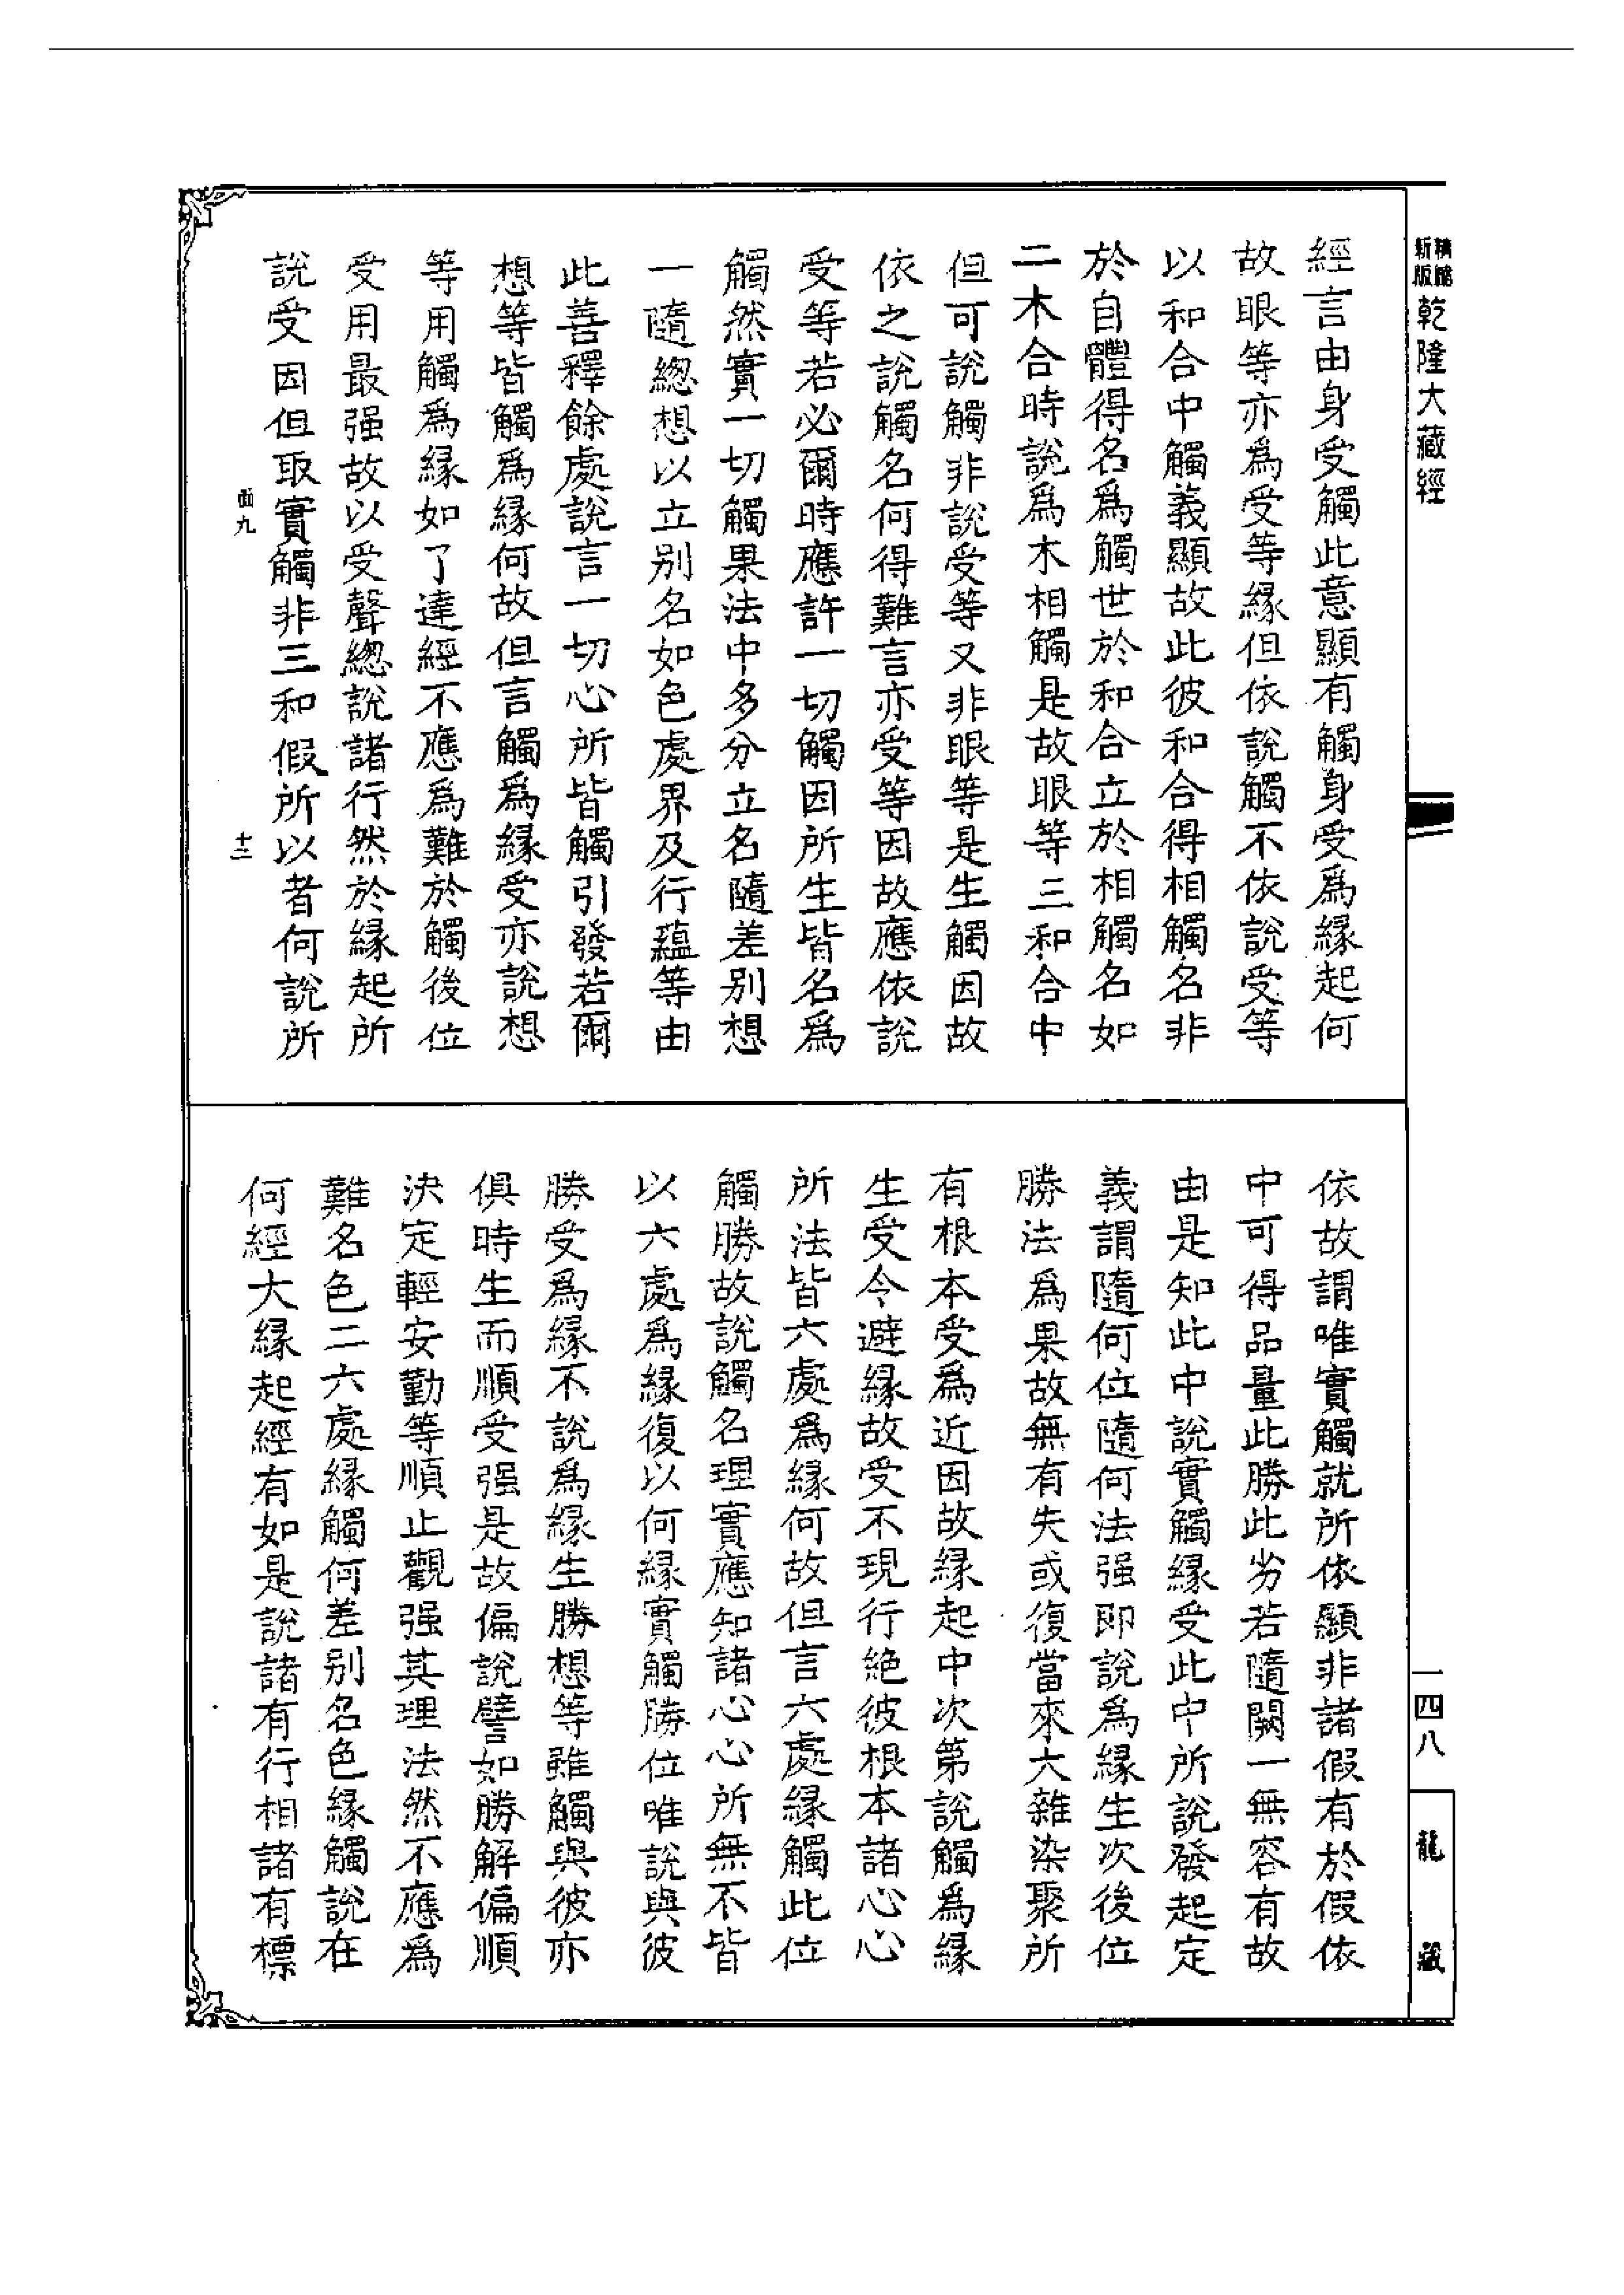 精縮
新版
乾隆大藏經
經言由身受觸此意顯有觸身受爲緣起何
故眼等亦爲受等緣但依說觸不依說受等
以和合中觸義顯故此彼和合得相觸名非
於自體得名爲觸世於和合立於相觸名如
二木合時說爲木相觸是故眼等三和合中
但可說觸非說受等又非眼等是生觸因故
依之說觸名何得難言亦受等因故應依說
受等若必爾時應許一切觸因所生皆名爲
觸然實一切觸果法中多分立名隨差別想
一隨總想以立別名如色處界及行蘊等由
此善釋餘處說言一切心所皆觸引發若爾
想等皆觸爲緣何故但言觸爲緣受亦說想
等用觸爲緣如了達經不應爲難於觸後位
受用最强故以受聲總說諸行然於緣起所
說受因但取實觸非三和假所以者何說所
面九
十三
依故謂唯實觸就所依顯非諸假有於假依
中可得品量此勝此劣若隨闕一無容有故
由是知此中說實觸緣受此中所說發起定
義謂隨何位隨何法强即說爲緣生次後位
勝法爲果故無有失或復當來大雜染聚所
有根本受爲近因故緣起中次第說觸爲緣
生受今避緣故受不現行絶彼根本諸心心
所法皆六處爲緣何故但言六處緣觸此位
觸勝故說觸名理實應知諸心心所無不皆
以六處爲緣復以何緣實觸勝位唯說與彼
勝受爲緣不說爲緣生勝想等雖觸與彼亦
俱時生而順受强是故偏說譬如勝解偏順
決定輕安勤等順止觀强其理法然不應爲
難名色二六處緣觸何差別名色緣觸說在
何經大緣起經有如是說諸有行相諸有標
一四八
龍藏